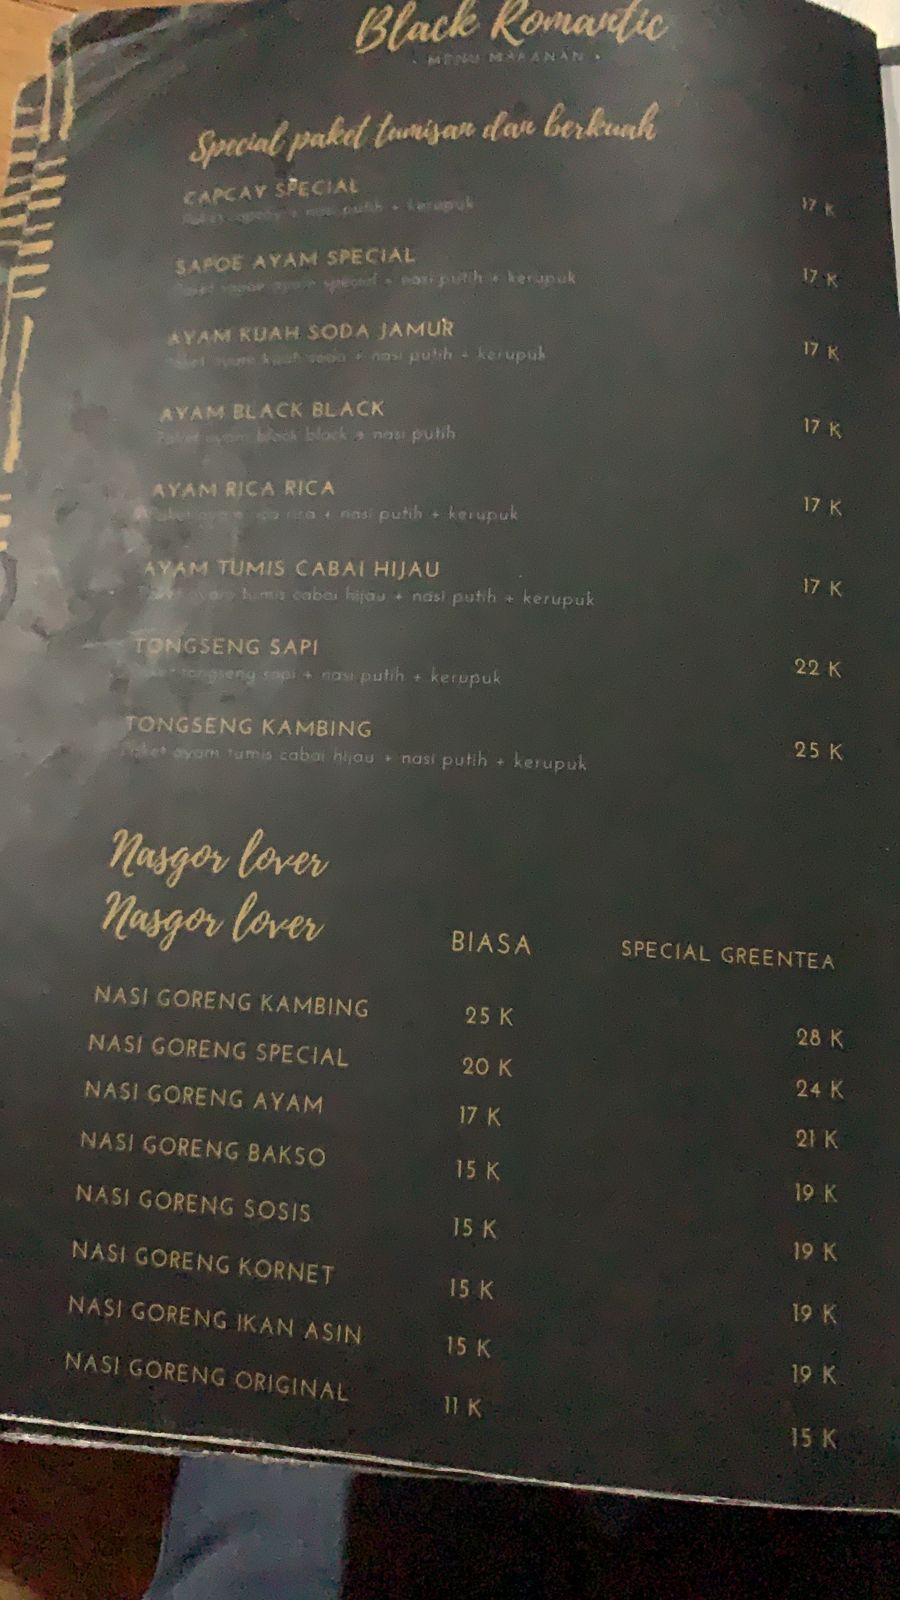 Black Romantic
• MENU MAKANAN •
Special paket tumisan dan berkuah
CAPCAY SPECIAL
Paket capcay + nasi putih + kerupuk
17 K
SAPOE AYAM SPECIAL
Paket sapoe ayam special + nasi putih + kerupuk
17 K
AYAM KUAH SODA JAMUR
Paket ayam kuah soda + nasi putih + kerupuk
17 K
AYAM BLACK BLACK
Paket ayam black black + nasi putih
17 K
AYAM RICA RICA
Paket ayam rica rica + nasi putih + kerupuk
17 K
AYAM TUMIS CABAI HIJAU
Paket ayam tumis cabai hijau + nasi putih + kerupuk
17 K
TONGSENG SAPI
Paket tongseng sapi + nasi putih + kerupuk
22 K
TONGSENG KAMBING
Paket ayam tumis cabai hijau + nasi putih + kerupuk
25 K
Nasgor lover
Nasgor lover
BIASA SPECIAL GREENTEA
NASI GORENG KAMBING 25 K 28 K
NASI GORENG SPECIAL 20 K 24 K
NASI GORENG AYAM 17 K 21 K
NASI GORENG BAKSO 15 K 19 K
NASI GORENG SOSIS 15 K 19 K
NASI GORENG KORNET 15 K 19 K
NASI GORENG IKAN ASIN 15 K 19 K
NASI GORENG ORIGINAL 11 K 15 K